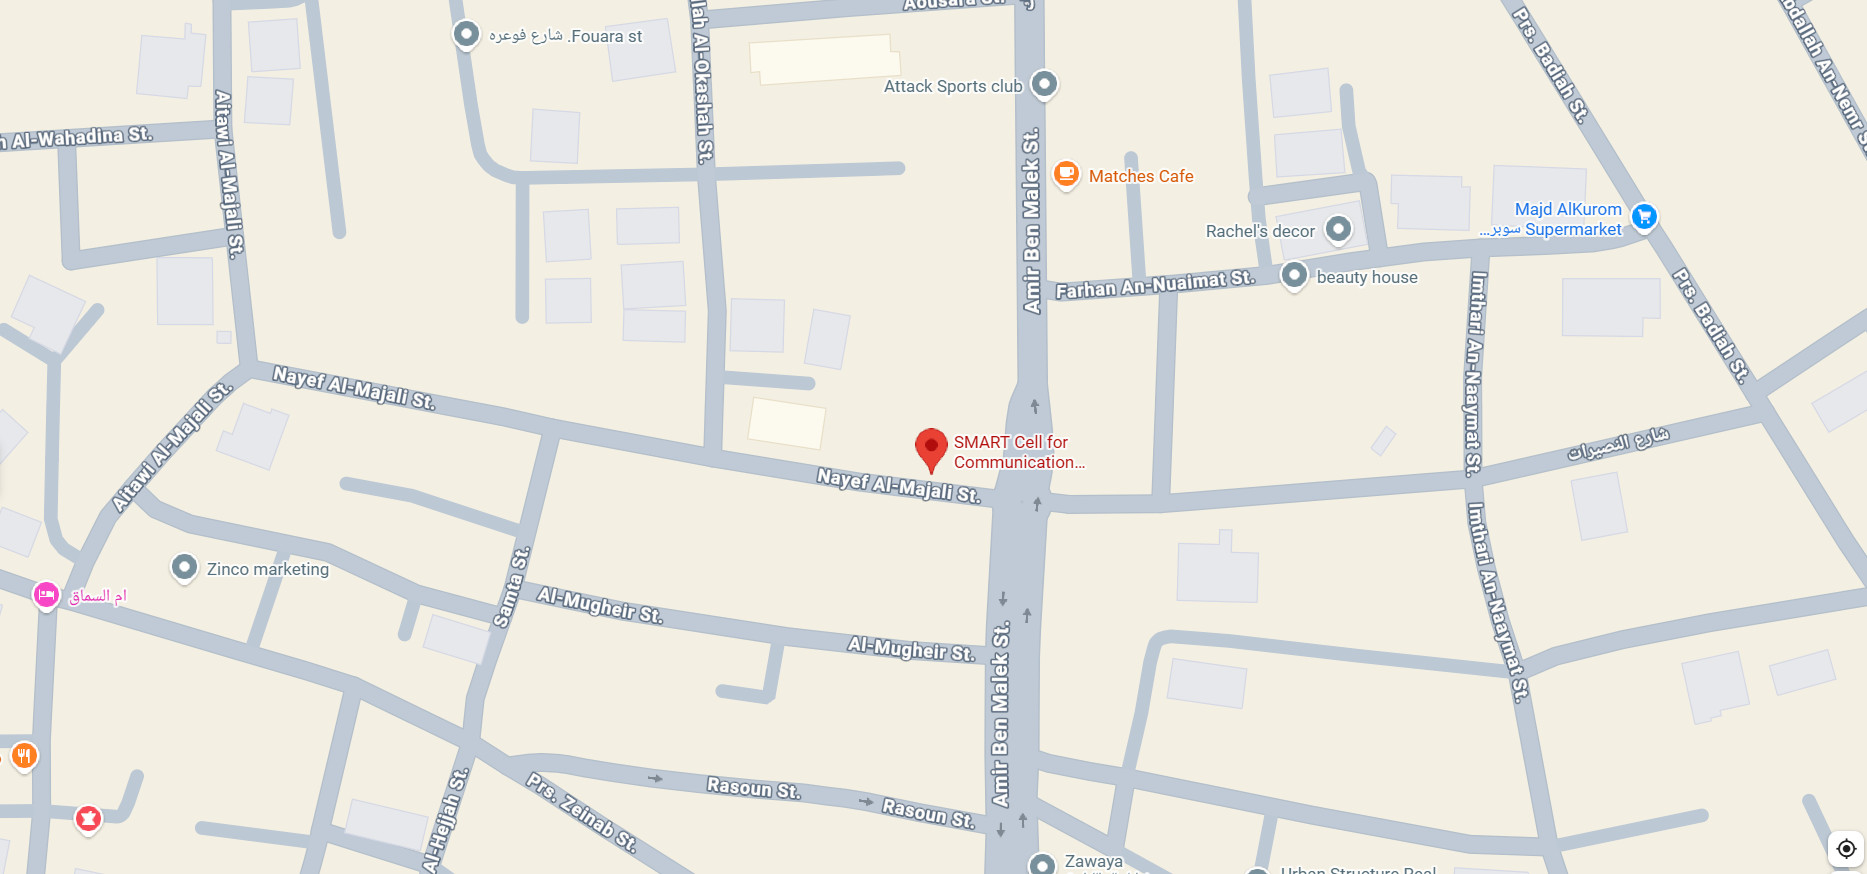 Aousara St.
شارع فوعره .Fouara st
llah Al-Okashah St.
Attack Sports club
Prs. Badiah St.
bdallah An-Nemr S
h Al-Wahadina St.
Aitawi Al-Majali St.
Amir Ben Malek St.
Matches Cafe
Majd AlKurom
سوبر... Supermarket
Rachel's decor
beauty house
Farhan An-Nuaimat St.
Imthari An-Naaymat St.
Prs. Badiah St.
Nayef Al-Majali St.
Aitawi Al-Majali St.
SMART Cell for
Communication...
Nayef Al-Majali St.
شارع النصيرات
Zinco marketing
ام السماق
Samta St.
Al-Mugheir St.
Al-Mugheir St.
Imthari An-Naaymat St.
Amir Ben Malek St.
Rasoun St.
Rasoun St.
Prs. Zeinab St.
Al-Hejjah St.
Zawaya
Urban Structure Real